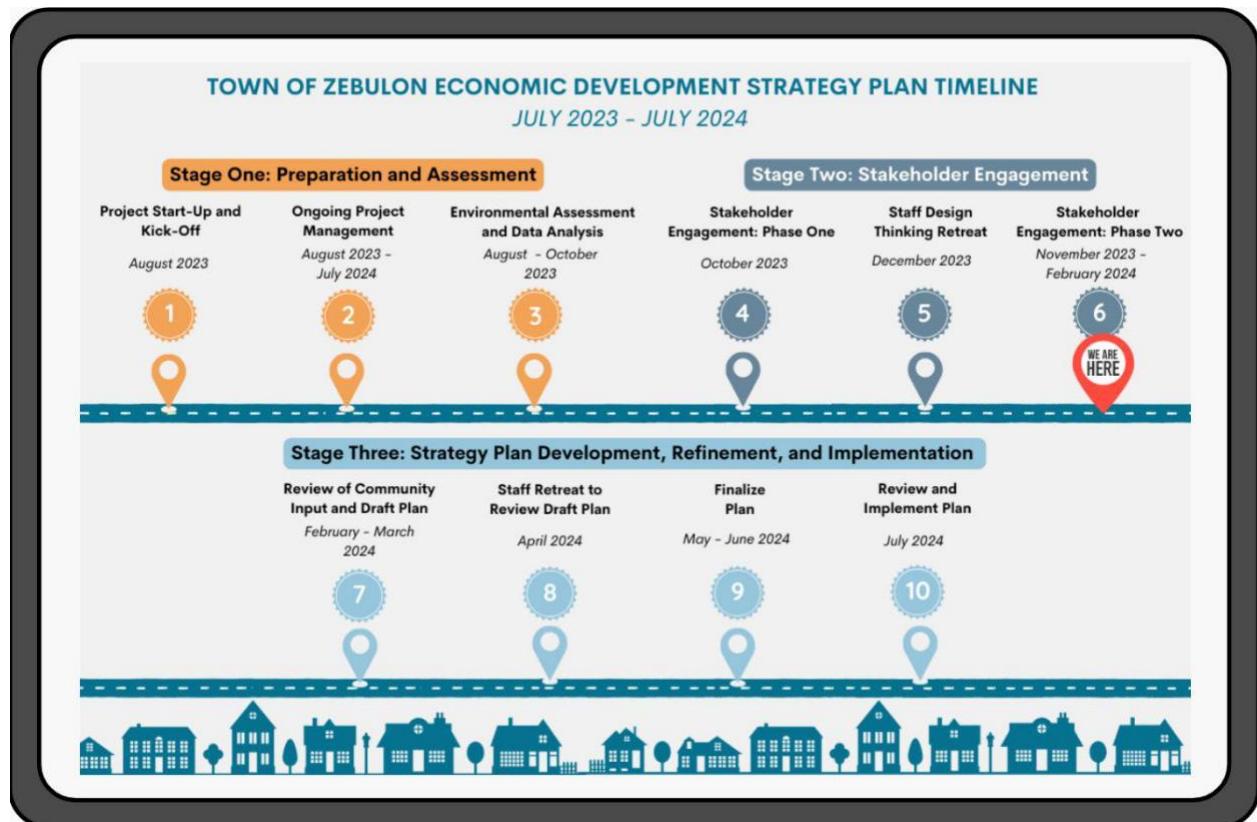 TOWN OF ZEBULON ECONOMIC DEVELOPMENT STRATEGY PLAN TIMELINE
JULY 2023 – JULY 2024
Stage One: Preparation and Assessment
Project Start-Up and
Kick-Off
August 2023
1
Ongoing Project
Management
August 2023 –
July 2024
2
Environmental Assessment
and Data Analysis
August – October
2023
3
Stage Two: Stakeholder Engagement
Stakeholder
Engagement: Phase One
October 2023
4
Staff Design
Thinking Retreat
December 2023
5
Stakeholder
Engagement: Phase Two
November 2023 –
February 2024
6
WE ARE
HERE
Stage Three: Strategy Plan Development, Refinement, and Implementation
Review of Community
Input and Draft Plan
February – March
2024
7
Staff Retreat to
Review Draft Plan
April 2024
8
Finalize
Plan
May – June 2024
9
Review and
Implement Plan
July 2024
10